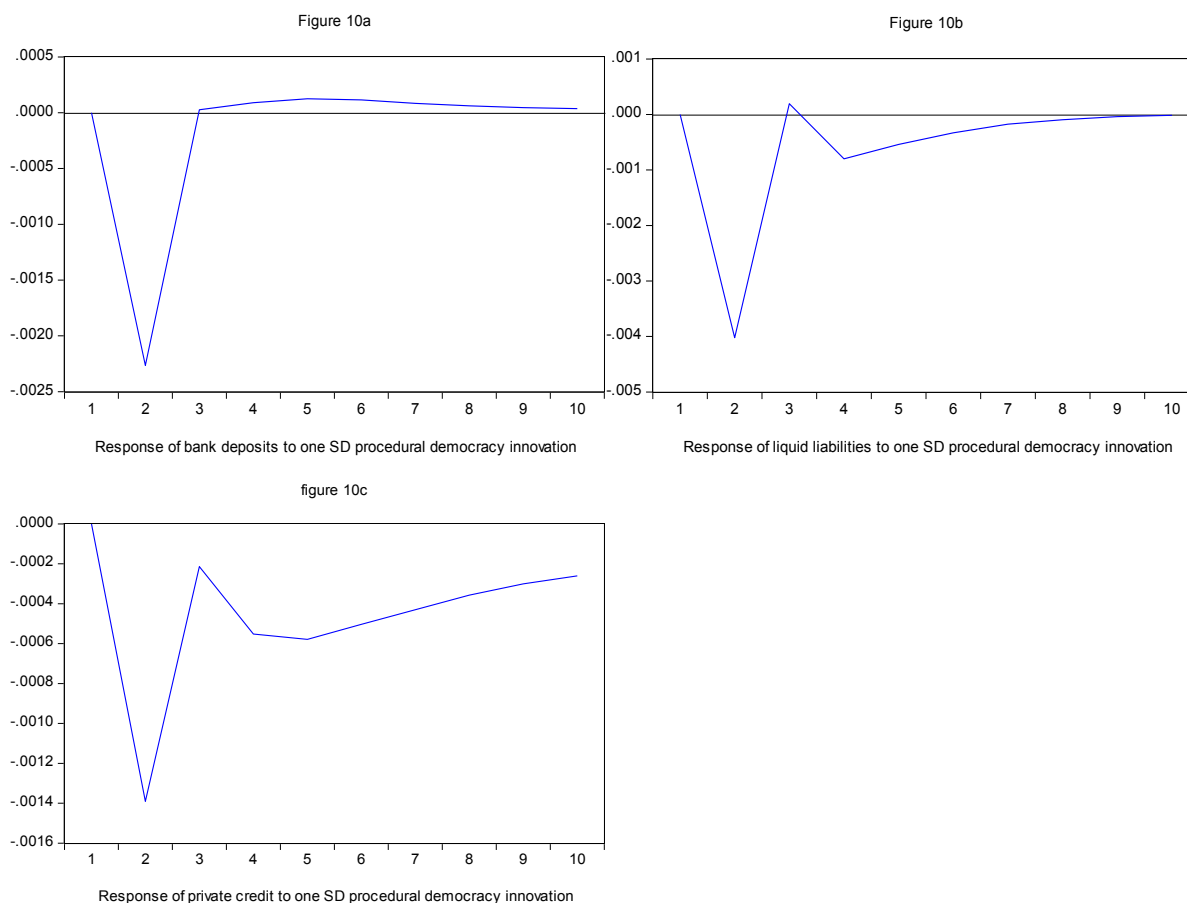 Figure 10a
.0005
.0000
-.0005
-.0010
-.0015
-.0020
-.0025
1 2 3 4 5 6 7 8 9 10
Response of bank deposits to one SD procedural democracy innovation
Figure 10b
.001
.000
-.001
-.002
-.003
-.004
-.005
1 2 3 4 5 6 7 8 9 10
Response of liquid liabilities to one SD procedural democracy innovation
figure 10c
.0000
-.0002
-.0004
-.0006
-.0008
-.0010
-.0012
-.0014
-.0016
1 2 3 4 5 6 7 8 9 10
Response of private credit to one SD procedural democracy innovation